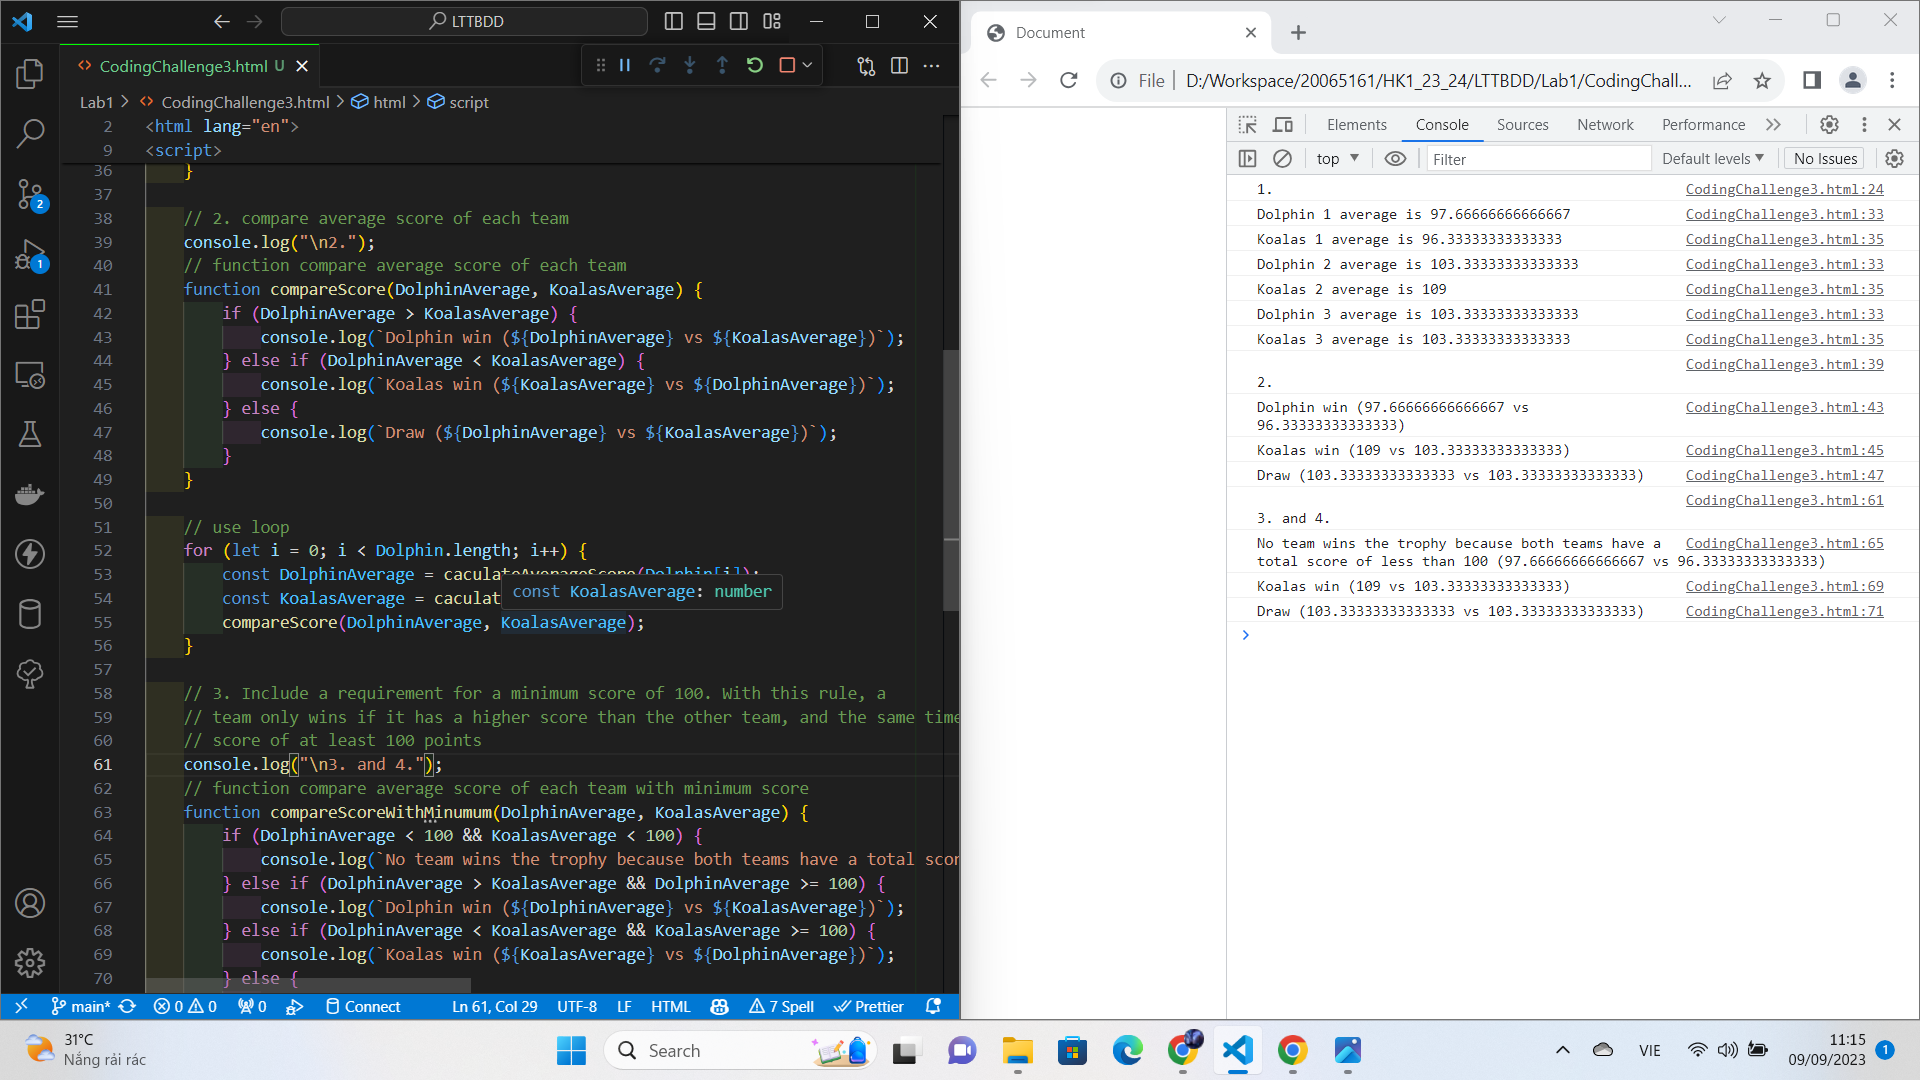 LTTBDD
CodingChallenge3.html U
Lab1 > CodingChallenge3.html > html > script
2 <html lang="en">
9 <script>
36 }
37
38 // 2. compare average score of each team
39 console.log("\n2.");
40 // function compare average score of each team
41 function compareScore(DolphinAverage, KoalasAverage) {
42 if (DolphinAverage > KoalasAverage) {
43 console.log(`Dolphin win (${DolphinAverage} vs ${KoalasAverage})`);
44 } else if (DolphinAverage < KoalasAverage) {
45 console.log(`Koalas win (${KoalasAverage} vs ${DolphinAverage})`);
46 } else {
47 console.log(`Draw (${DolphinAverage} vs ${KoalasAverage})`);
48 }
49 }
50
51 // use loop
52 for (let i = 0; i < Dolphin.length; i++) {
53 const DolphinAverage = caculateAverageScore(Dolphin[i]);
54 const KoalasAverage = caculat
const KoalasAverage: number
55 compareScore(DolphinAverage, KoalasAverage);
56 }
57
58 // 3. Include a requirement for a minimum score of 100. With this rule, a
59 // team only wins if it has a higher score than the other team, and the same time
60 // score of at least 100 points
61 console.log("\n3. and 4.");
62 // function compare average score of each team with minimum score
63 function compareScoreWithMinumum(DolphinAverage, KoalasAverage) {
64 if (DolphinAverage < 100 && KoalasAverage < 100) {
65 console.log(`No team wins the trophy because both teams have a total scor
66 } else if (DolphinAverage > KoalasAverage && DolphinAverage >= 100) {
67 console.log(`Dolphin win (${DolphinAverage} vs ${KoalasAverage})`);
68 } else if (DolphinAverage < KoalasAverage && KoalasAverage >= 100) {
69 console.log(`Koalas win (${KoalasAverage} vs ${DolphinAverage})`);
70 } else {
2
1
main* 0 0 0 Connect Ln 61, Col 29 UTF-8 LF HTML 7 Spell Prettier
Document
File D:/Workspace/20065161/HK1_23_24/LTTBDD/Lab1/CodingChall...
Elements Console Sources Network Performance
top Filter Default levels No Issues
1. CodingChallenge3.html:24
Dolphin 1 average is 97.66666666666667 CodingChallenge3.html:33
Koalas 1 average is 96.33333333333333 CodingChallenge3.html:35
Dolphin 2 average is 103.33333333333333 CodingChallenge3.html:33
Koalas 2 average is 109 CodingChallenge3.html:35
Dolphin 3 average is 103.33333333333333 CodingChallenge3.html:33
Koalas 3 average is 103.33333333333333 CodingChallenge3.html:35
CodingChallenge3.html:39
2.
Dolphin win (97.66666666666667 vs CodingChallenge3.html:43
96.33333333333333)
Koalas win (109 vs 103.33333333333333) CodingChallenge3.html:45
Draw (103.33333333333333 vs 103.33333333333333) CodingChallenge3.html:47
CodingChallenge3.html:61
3. and 4.
No team wins the trophy because both teams have a CodingChallenge3.html:65
total score of less than 100 (97.66666666666667 vs 96.33333333333333)
Koalas win (109 vs 103.33333333333333) CodingChallenge3.html:69
Draw (103.33333333333333 vs 103.33333333333333) CodingChallenge3.html:71
31°C
Nắng rải rác
Search
VIE
11:15
09/09/2023
1